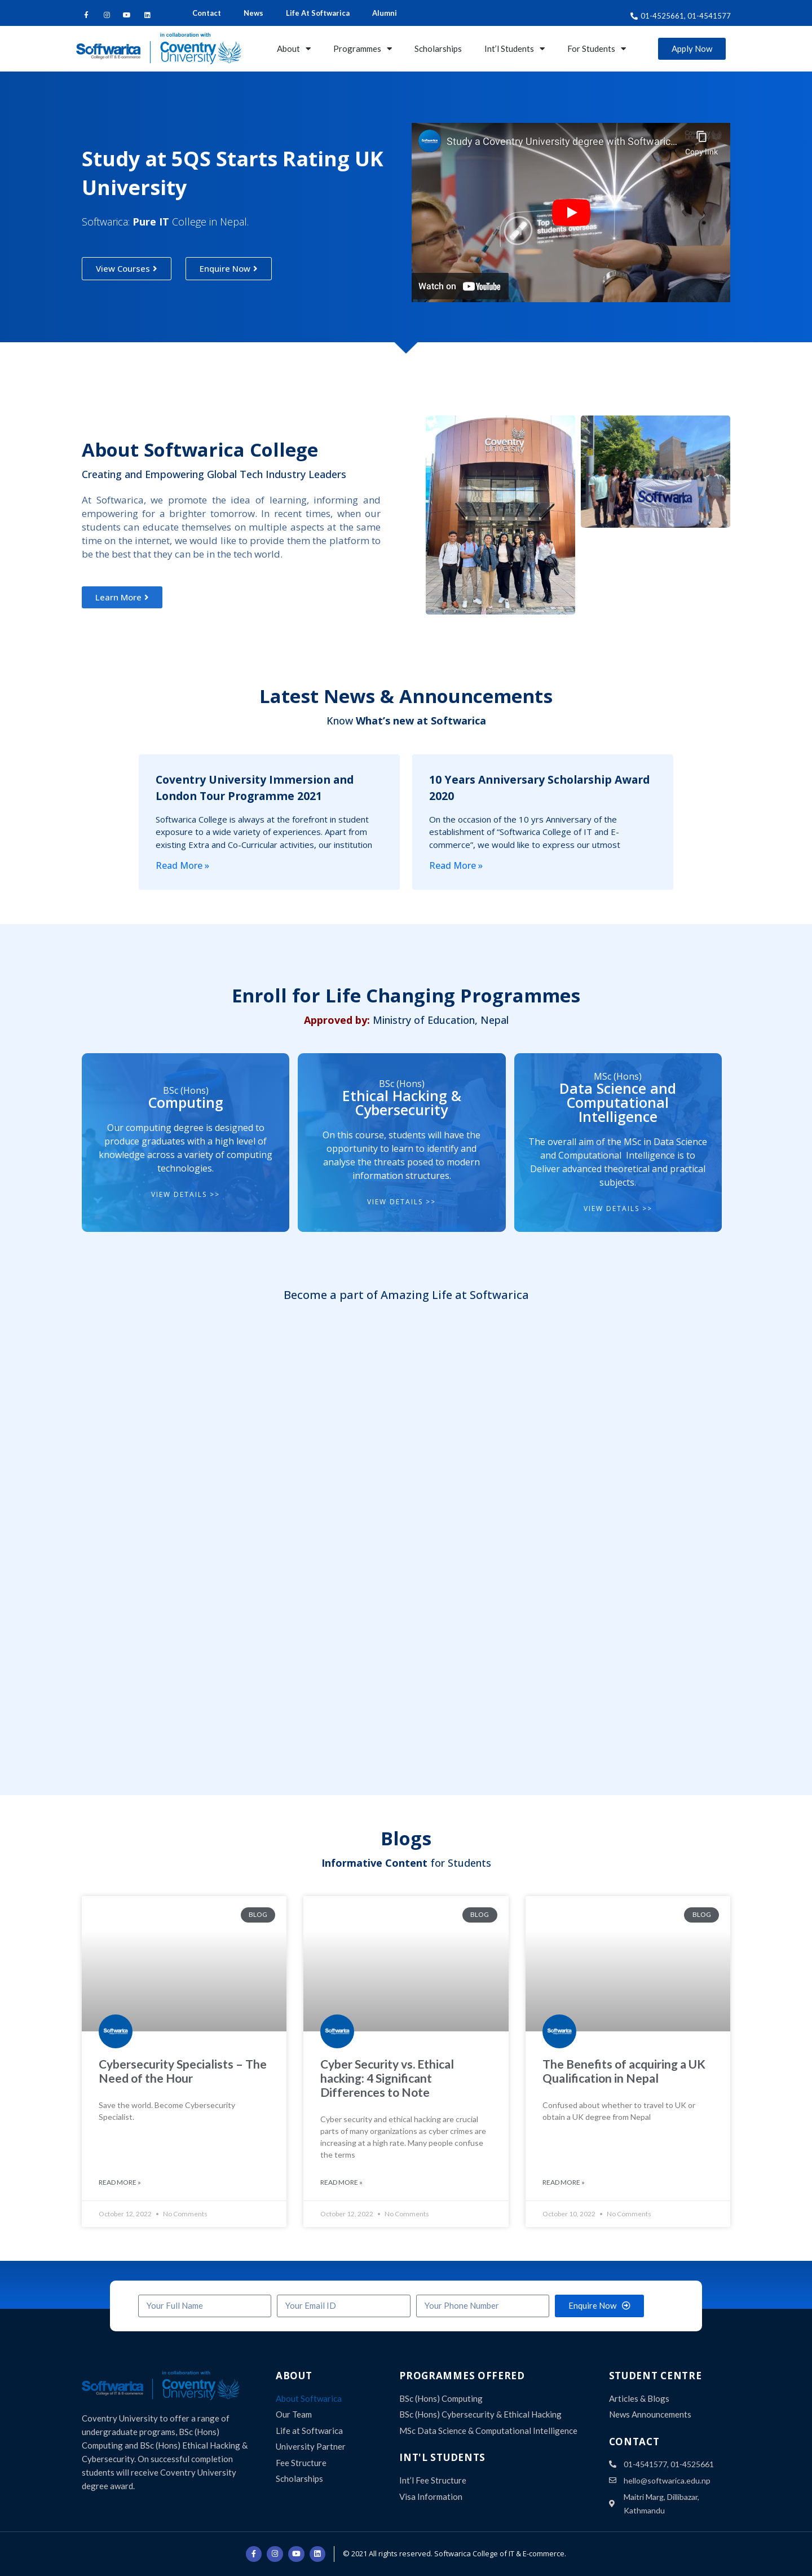 Contact News Life At Softwarica Alumni
01-4525661, 01-4541577
Softwarica
College of IT & E-commerce
in collaboration with
Coventry
University
About
Programmes
Scholarships
Int'l Students
For Students
Apply Now
Study at 5QS Starts Rating UK
University
Softwarica: Pure IT College in Nepal.
View Courses
Enquire Now
Study a Coventry University degree with Softwaric...
Copy link
Top
students overseas
Watch on YouTube
About Softwarica College
Creating and Empowering Global Tech Industry Leaders
At Softwarica, we promote the idea of learning, informing and
empowering for a brighter tomorrow. In recent times, when our
students can educate themselves on multiple aspects at the same
time on the internet, we would like to provide them the platform to
be the best that they can be in the tech world.
Learn More
Coventry
University
Softwarica
Latest News & Announcements
Know What's new at Softwarica
Coventry University Immersion and
London Tour Programme 2021
Softwarica College is always at the forefront in student
exposure to a wide variety of experiences. Apart from
existing Extra and Co-Curricular activities, our institution
Read More »
10 Years Anniversary Scholarship Award
2020
On the occasion of the 10 yrs Anniversary of the
establishment of “Softwarica College of IT and E-
commerce”, we would like to express our utmost
Read More »
Enroll for Life Changing Programmes
Approved by: Ministry of Education, Nepal
BSc (Hons)
Computing
Our computing degree is designed to
produce graduates with a high level of
knowledge across a variety of computing
technologies.
VIEW DETAILS >>
BSc (Hons)
Ethical Hacking &
Cybersecurity
On this course, students will have the
opportunity to learn to identify and
analyse the threats posed to modern
information structures.
VIEW DETAILS >>
MSc (Hons)
Data Science and
Computational
Intelligence
The overall aim of the MSc in Data Science
and Computational Intelligence is to
Deliver advanced theoretical and practical
subjects.
VIEW DETAILS >>
Become a part of Amazing Life at Softwarica
Blogs
Informative Content for Students
BLOG
Softwarica
Cybersecurity Specialists – The
Need of the Hour
Save the world. Become Cybersecurity
Specialist.
READ MORE »
October 12, 2022 • No Comments
BLOG
Softwarica
Cyber Security vs. Ethical
hacking: 4 Significant
Differences to Note
Cyber security and ethical hacking are crucial
parts of many organizations as cyber crimes are
increasing at a high rate. Many people confuse
the terms
READ MORE »
October 12, 2022 • No Comments
BLOG
Softwarica
The Benefits of acquiring a UK
Qualification in Nepal
Confused about whether to travel to UK or
obtain a UK degree from Nepal
READ MORE »
October 10, 2022 • No Comments
Your Full Name
Your Email ID
Your Phone Number
Enquire Now
Softwarica
College of IT & E-commerce
in collaboration with
Coventry
University
Coventry University to offer a range of
undergraduate programs, BSc (Hons)
Computing and BSc (Hons) Ethical Hacking &
Cybersecurity. On successful completion
students will receive Coventry University
degree award.
ABOUT
About Softwarica
Our Team
Life at Softwarica
University Partner
Fee Structure
Scholarships
PROGRAMMES OFFERED
BSc (Hons) Computing
BSc (Hons) Cybersecurity & Ethical Hacking
MSc Data Science & Computational Intelligence
INT'L STUDENTS
Int'l Fee Structure
Visa Information
STUDENT CENTRE
Articles & Blogs
News Announcements
CONTACT
01-4541577, 01-4525661
hello@softwarica.edu.np
Maitri Marg, Dillibazar,
Kathmandu
© 2021 All rights reserved. Softwarica College of IT & E-commerce.